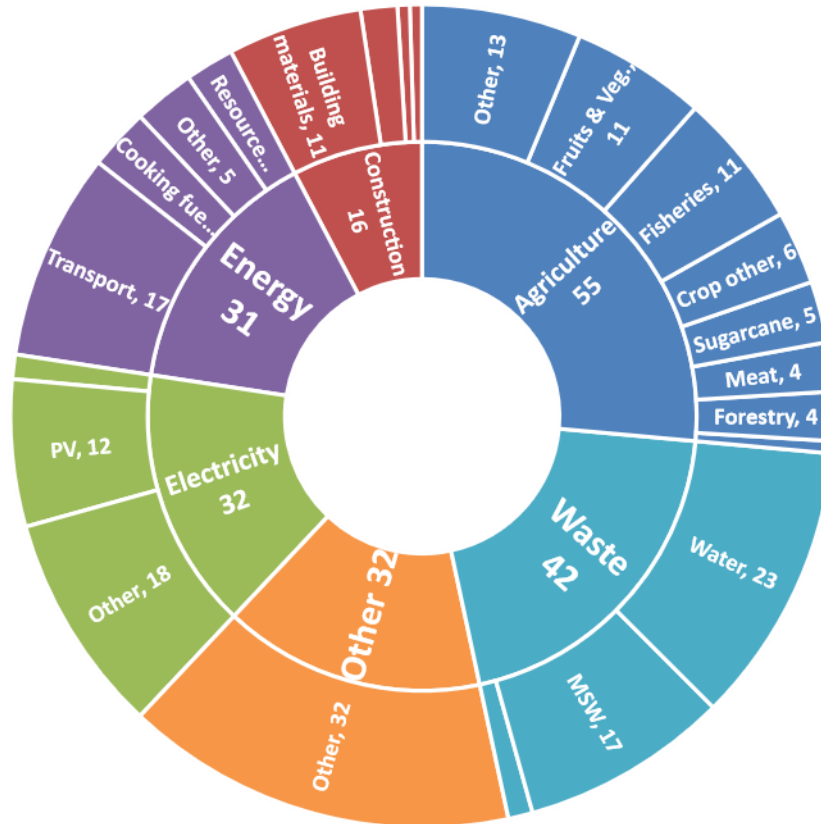 Other, 13
Fruits & Veg.,
11
Fisheries, 11
Crop other, 6
Sugarcane, 5
Meat, 4
Forestry, 4
Agriculture
55
Water, 23
MSW, 17
Waste
42
Other, 32
Other 32
Other, 18
PV, 12
Electricity
32
Transport, 17
Cooking fue...
Other, 5
Resource...
Energy
31
Building
materials, 11
Construction
16